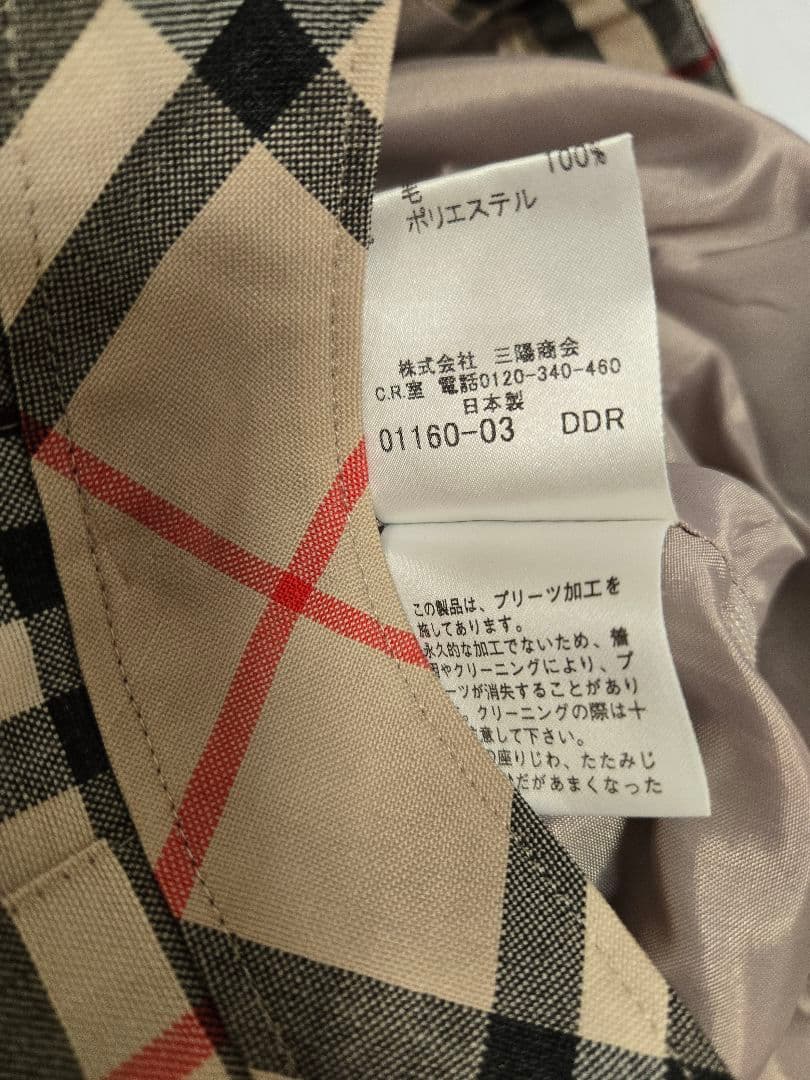 毛 100%
ポリエステル
株式会社 三陽商会
C.R.室 電話0120-340-460
日本製
01160-03 DDR
この製品は、プリーツ加工を
施してあります。
永久的な加工でないため、着
用やクリーニングにより、プ
ーツが消失することがあり
。クリーニングの際は十
意して下さい。
の座りじわ、たたみじ
ひだがあまくなった